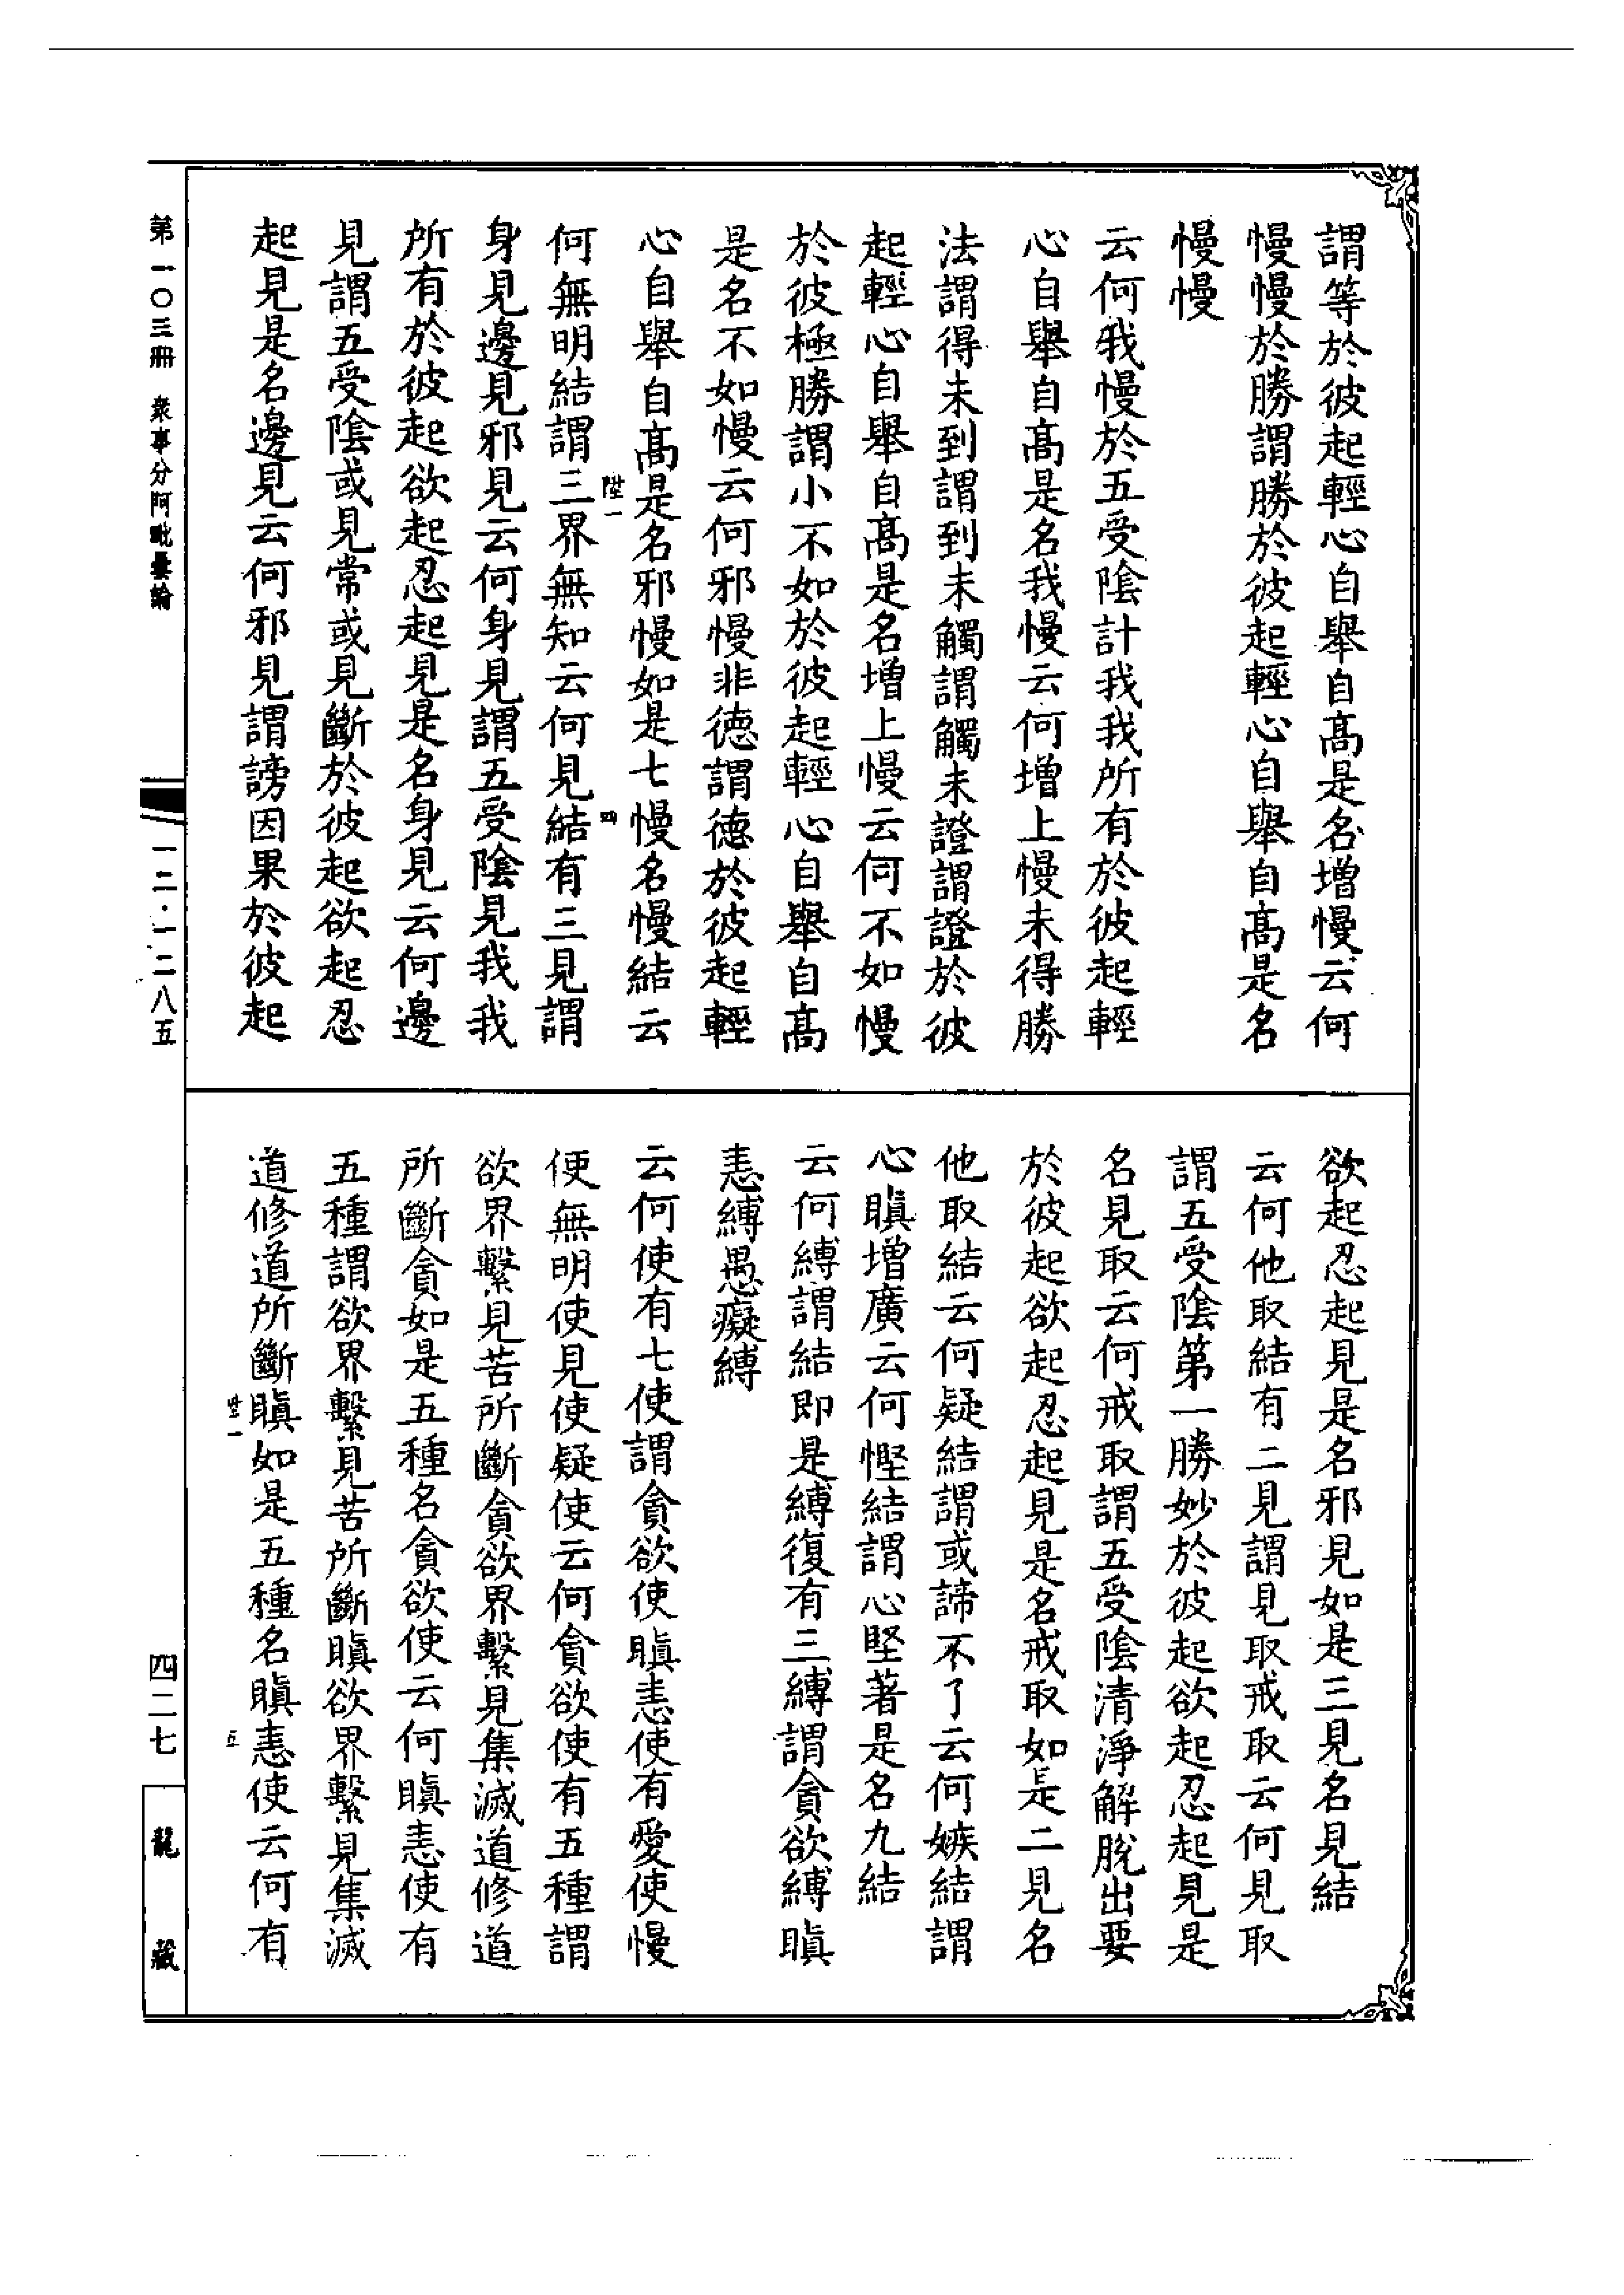 謂等於彼起輕心自舉自高是名增慢云何
慢慢於勝謂勝於彼起輕心自舉自高是名
慢慢
云何我慢於五受陰計我我所有於彼起輕
心自舉自高是名我慢云何增上慢未得勝
法謂得未到謂到未觸謂觸未證謂證於彼
起輕心自舉自高是名增上慢云何不如慢
於彼極勝謂小不如於彼起輕心自舉自高
是名不如慢云何邪慢非德謂德於彼起輕
心自舉自高是名邪慢如是七慢名慢結云
何無明結謂三界無知云何見結有三見謂
身見邊見邪見云何身見謂五受陰見我我
所有於彼起欲起忍起見是名身見云何邊
見謂五受陰或見常或見斷於彼起欲起忍
起見是名邊見云何邪見謂謗因果於彼起
欲起忍起見是名邪見如是三見名見結
云何他取結有二見謂見取戒取云何見取
謂五受陰第一勝妙於彼起欲起忍起見是
名見取云何戒取謂五受陰清淨解脫出要
於彼起欲起忍起見是名戒取如是二見名
他取結云何疑結謂或諦不了云何嫉結謂
心瞋增廣云何慳結謂心堅著是名九結
云何縛謂結即是縛復有三縛謂貪欲縛瞋
恚縛愚癡縛
云何使有七使謂貪欲使瞋恚使有愛使慢
使無明使見使疑使云何貪欲使有五種謂
欲界繫見苦所斷貪欲界繫見集滅道修道
所斷貪如是五種名貪欲使云何瞋恚使有
五種謂欲界繫見苦所斷瞋欲界繫見集滅
道修道所斷瞋如是五種名瞋恚使云何有
第一〇三冊 衆事分阿毗曇論
一二·一二八五
四二七
龍藏